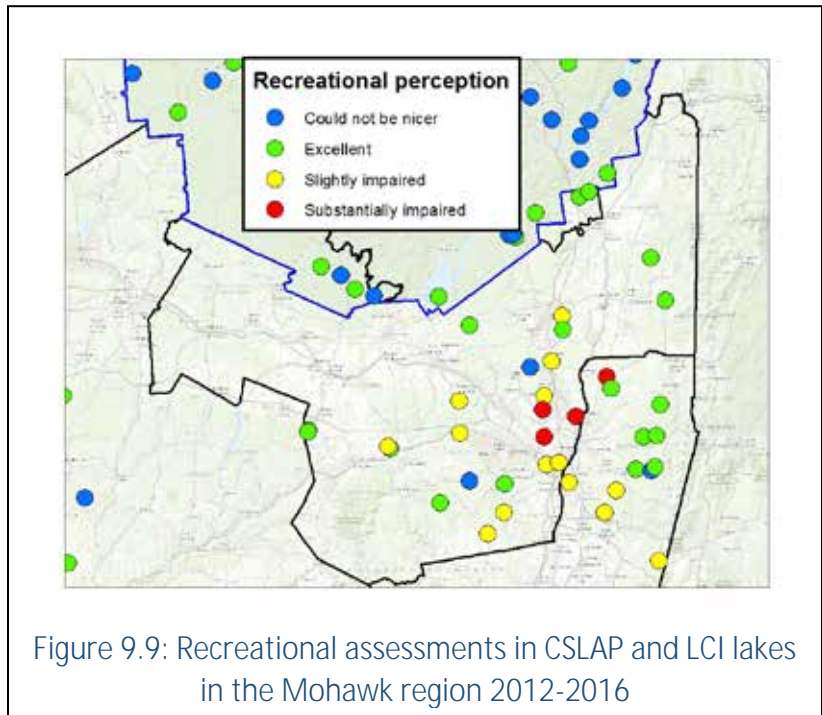 Recreational perception
Could not be nicer
Excellent
Slightly impaired
Substantially impaired
Figure 9.9: Recreational assessments in CSLAP and LCI lakes
in the Mohawk region 2012-2016